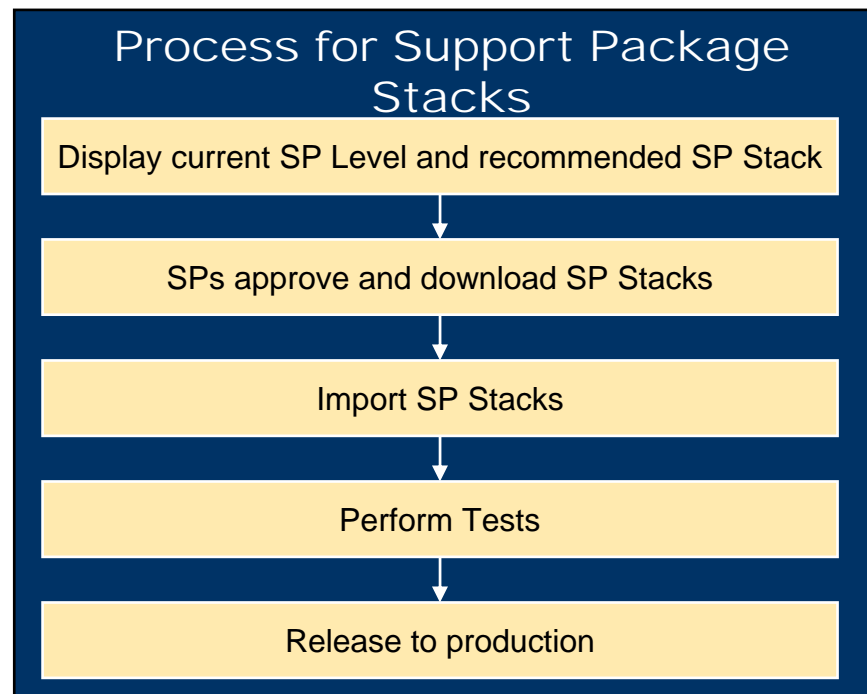 Process for Support Package
Stacks
Display current SP Level and recommended SP Stack
SPs approve and download SP Stacks
Import SP Stacks
Perform Tests
Release to production